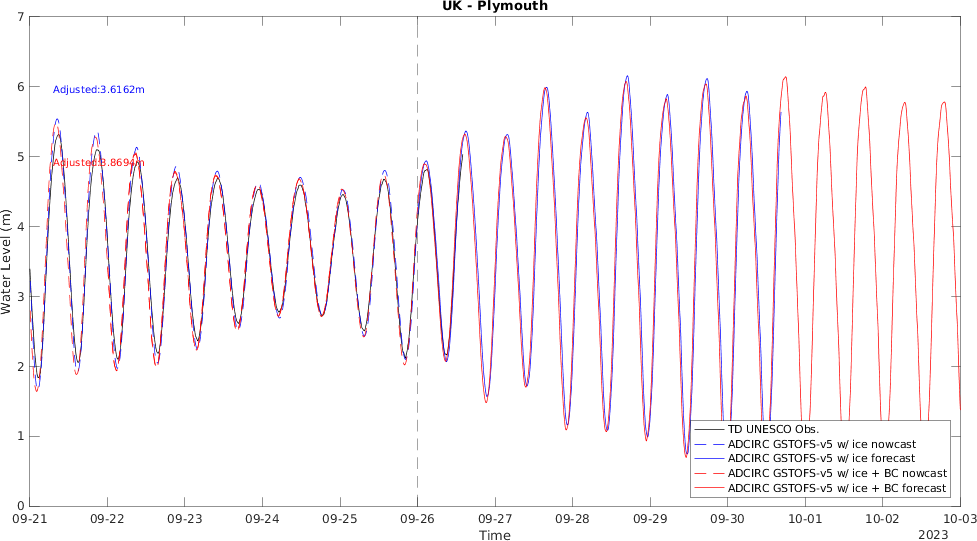 UK - Plymouth
7
6
5
4
3
2
1
0
Water Level (m)
Adjusted:3.6162m
Adjusted:3.8694m
TD UNESCO Obs.
ADCIRC GSTOFS-v5 w/ ice nowcast
ADCIRC GSTOFS-v5 w/ ice forecast
ADCIRC GSTOFS-v5 w/ ice + BC nowcast
ADCIRC GSTOFS-v5 w/ ice + BC forecast
09-21 09-22 09-23 09-24 09-25 09-26 09-27 09-28 09-29 09-30 10-01 10-02 10-03
Time
2023